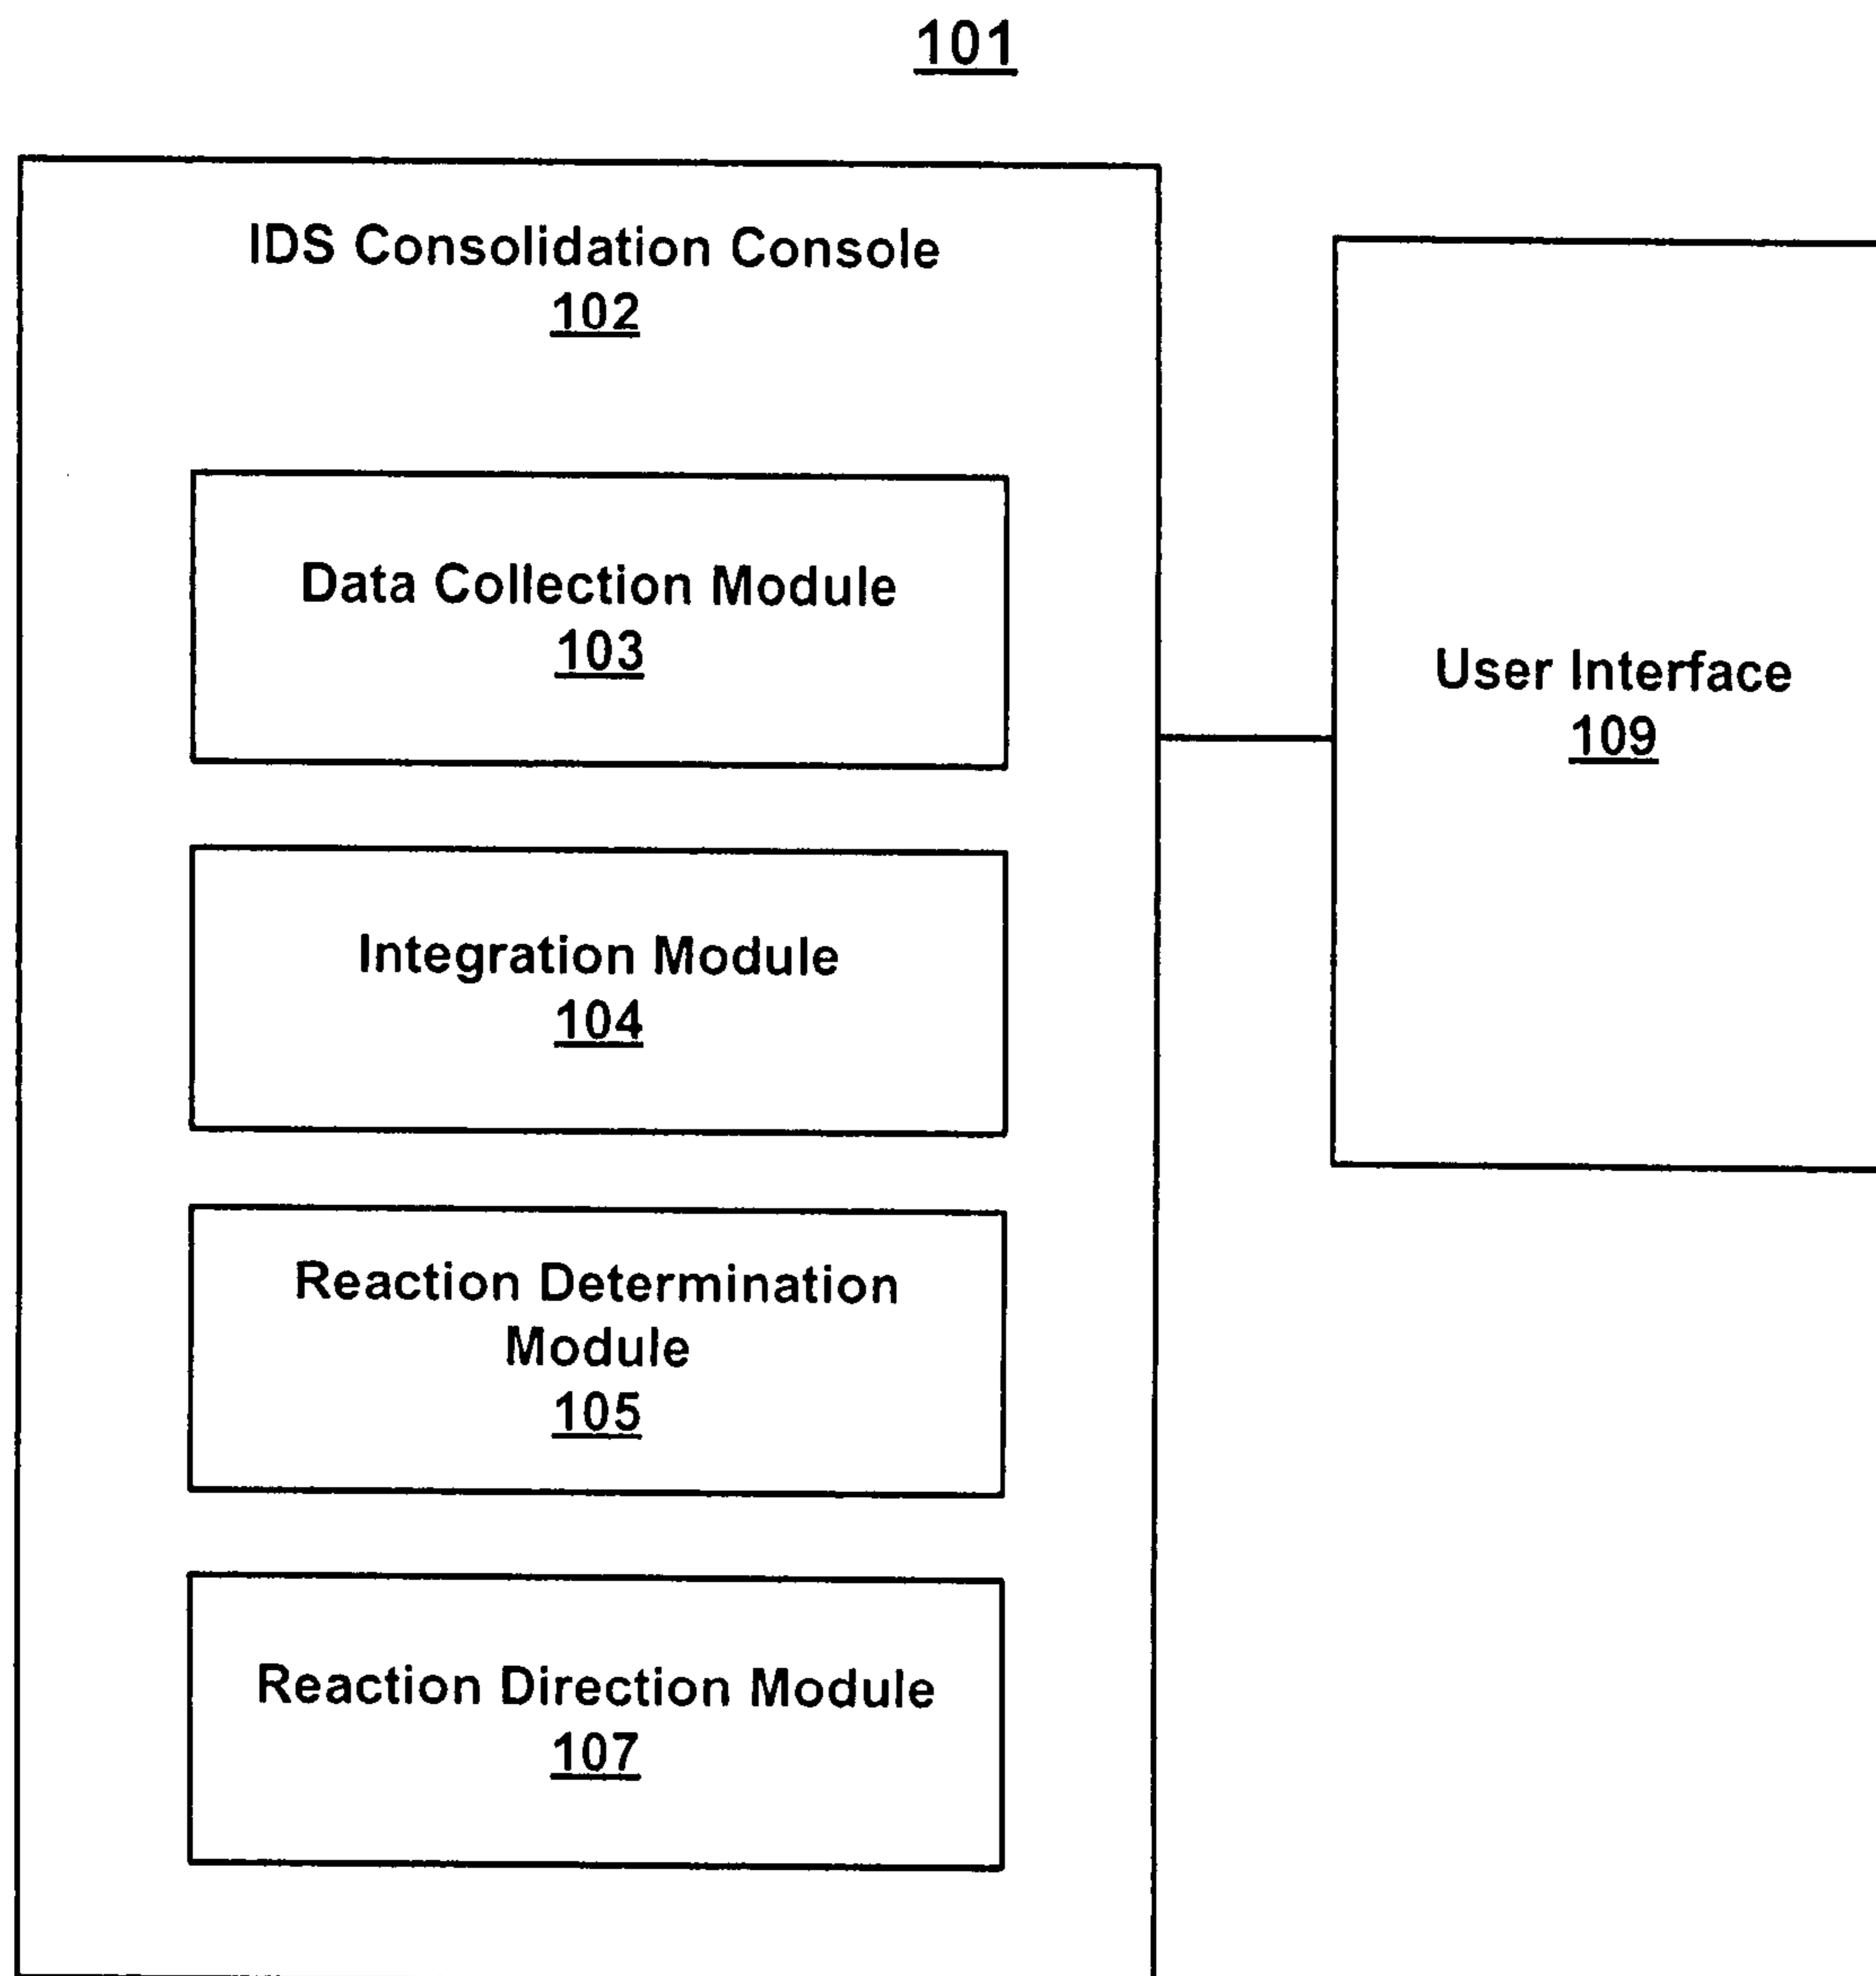 101
IDS Consolidation Console
102
Data Collection Module
103
Integration Module
104
Reaction Determination
Module
105
Reaction Direction Module
107
User Interface
109